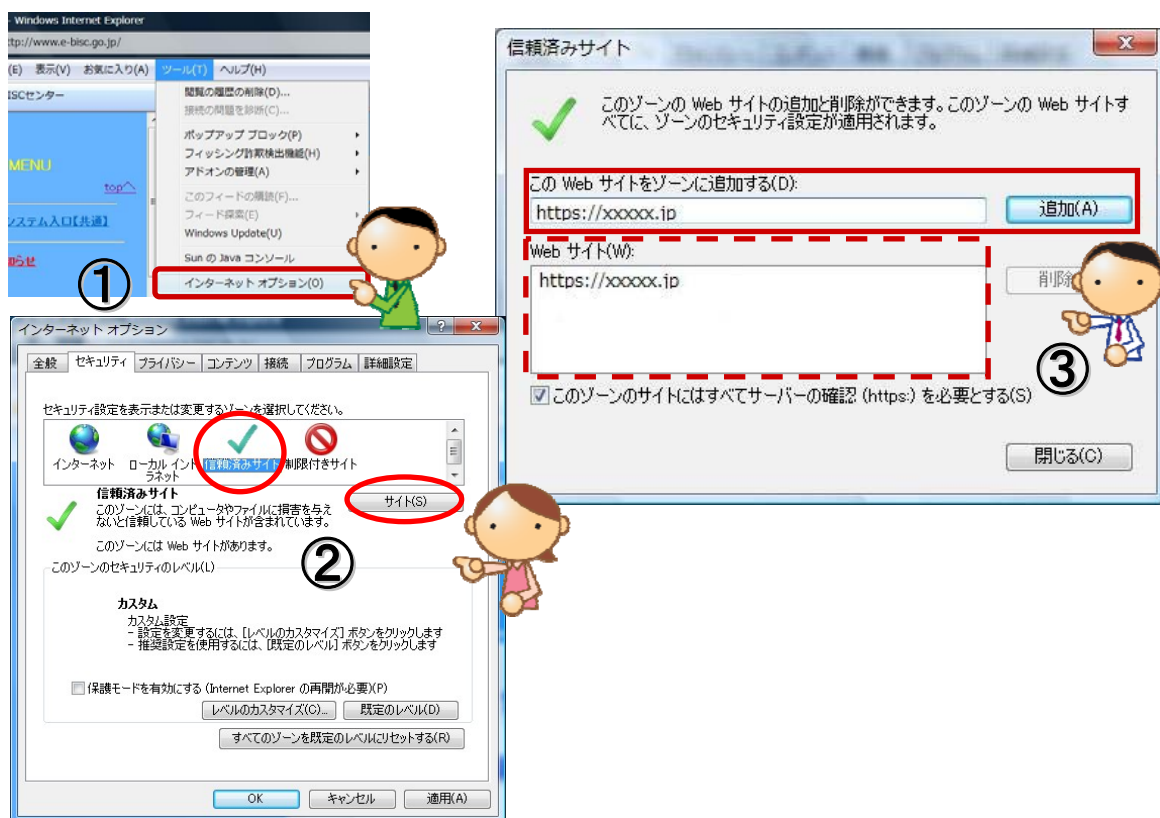 - Windows Internet Explorer
ttp://www.e-bisc.go.jp/
(E) 表示(V) お気に入り(A) ツール(T) ヘルプ(H)
ISCセンター
閲覧の履歴の削除(D)...
接続の問題を診断(C)...
ポップアップ ブロック(P)
フィッシング詐欺検出機能(H)
アドオンの管理(A)
このフィードの購読(F)...
フィード探索(E)
Windows Update(U)
Sun の Java コンソール
インターネット オプション(O)
MENU
topへ
システム入口【共通】
らせ
①
インターネット オプション
全般 セキュリティ プライバシー コンテンツ 接続 プログラム 詳細設定
セキュリティ設定を表示または変更するゾーンを選択してください。
インターネット ローカル イントラネット 信頼済みサイト 制限付きサイト
信頼済みサイト
このゾーンには、コンピュータやファイルに損害を与え
ないと信頼している Web サイトが含まれています。
サイト(S)
このゾーンには Web サイトがあります。
②
このゾーンのセキュリティのレベル(L)
カスタム
カスタム設定
- 設定を変更するには、[レベルのカスタマイズ] ボタンをクリックします
- 推奨設定を使用するには、[既定のレベル] ボタンをクリックします
保護モードを有効にする (Internet Explorer の再開が必要)(P)
レベルのカスタマイズ(C)... 既定のレベル(D)
すべてのゾーンを既定のレベルにリセットする(R)
OK キャンセル 適用(A)
信頼済みサイト
このゾーンの Web サイトの追加と削除ができます。このゾーンの Web サイトす
べてに、ゾーンのセキュリティ設定が適用されます。
この Web サイトをゾーンに追加する(D):
https://xxxxx.jp 追加(A)
Web サイト(W):
https://xxxxx.jp 削除
③
このゾーンのサイトにはすべてサーバーの確認 (https:) を必要とする(S)
閉じる(C)